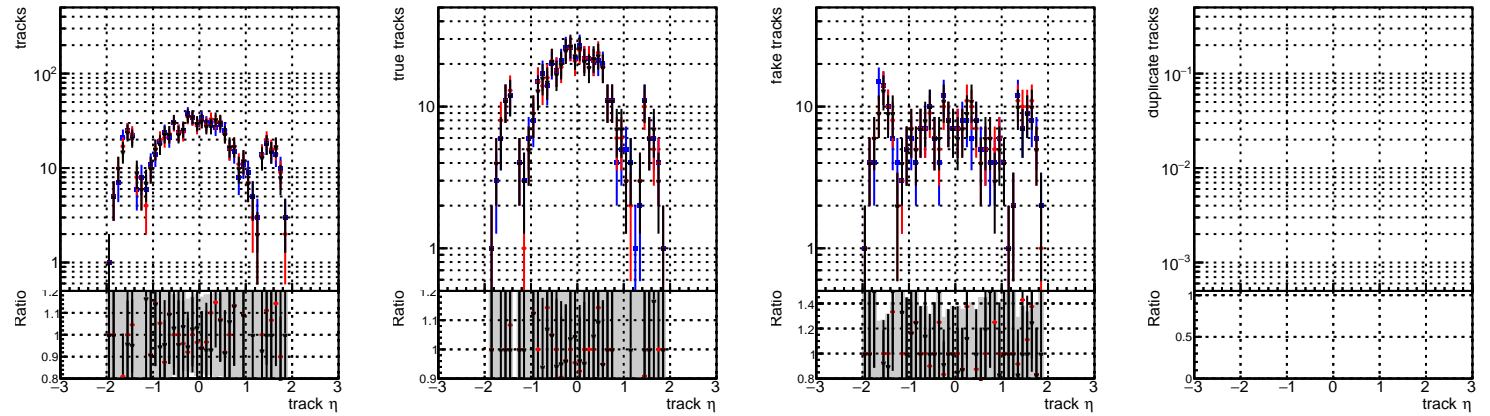 tracks
10²
10
1
Ratio
1.2
1.1
1
0.9
0.8
−3 −2 −1 0 1 2 3
track η
true tracks
10
1
Ratio
1.2
1.1
1
0.9
−3 −2 −1 0 1 2 3
track η
fake tracks
10
1
Ratio
1.4
1.2
1
−3 −2 −1 0 1 2 3
track η
duplicate tracks
10⁻¹
10⁻²
10⁻³
Ratio
1
0.5
0
−3 −2 −1 0 1 2 3
track η